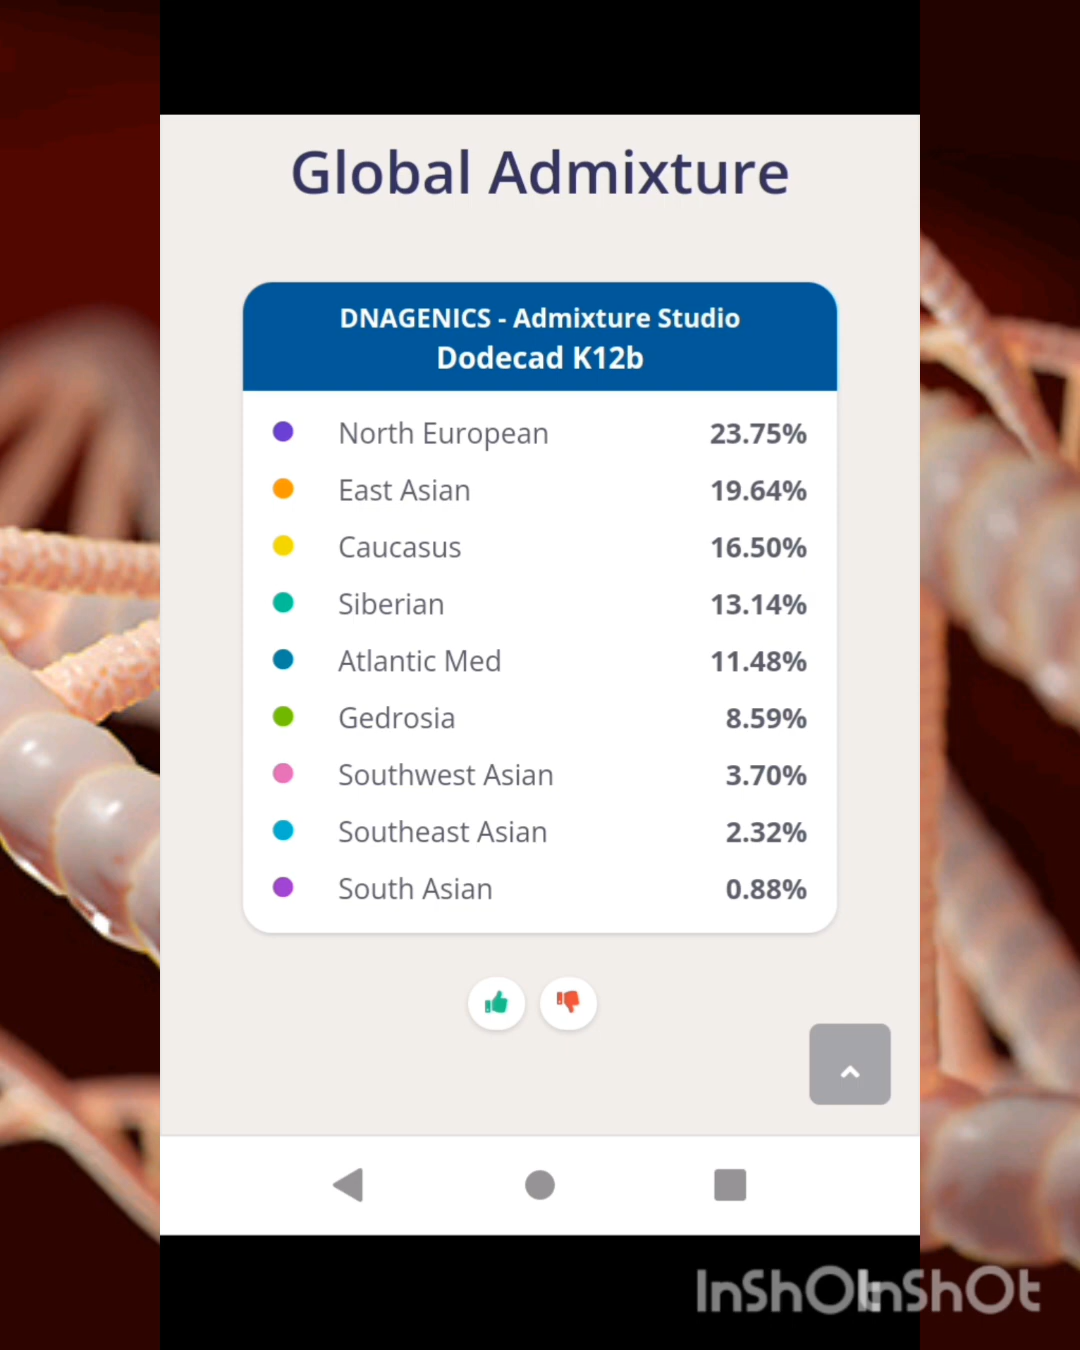 Global Admixture
DNAGENICS - Admixture Studio
Dodecad K12b
North European 23.75%
East Asian 19.64%
Caucasus 16.50%
Siberian 13.14%
Atlantic Med 11.48%
Gedrosia 8.59%
Southwest Asian 3.70%
Southeast Asian 2.32%
South Asian 0.88%
InShOt InShOt